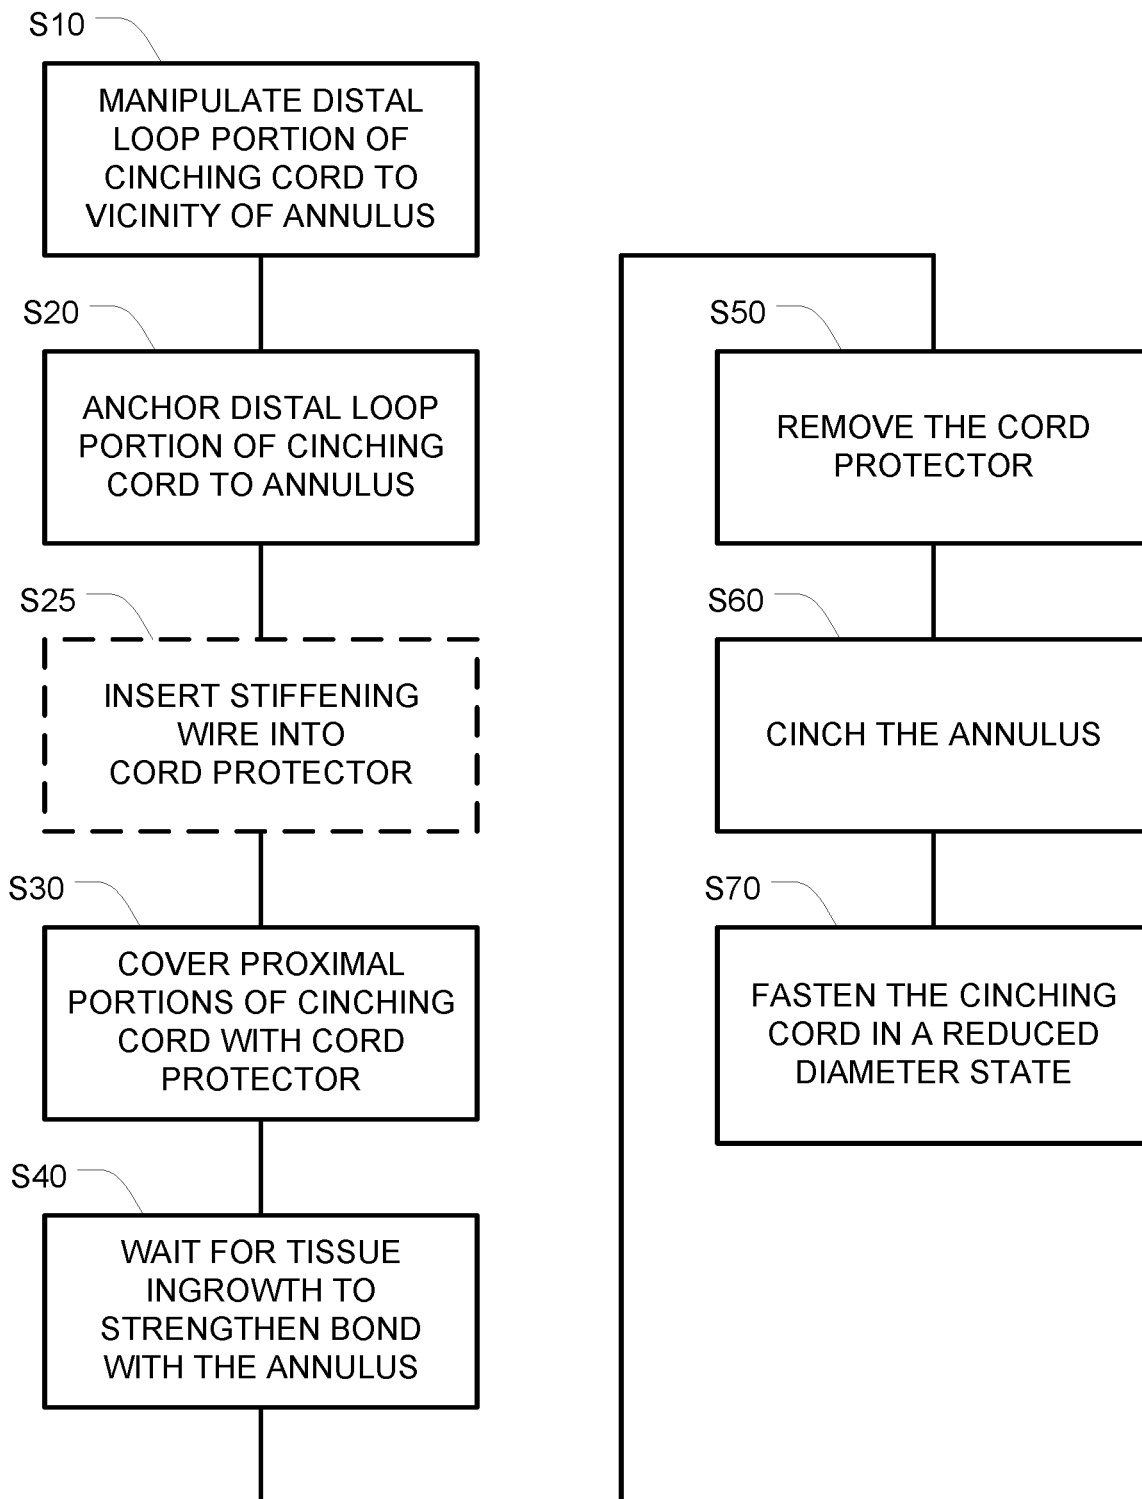 S10
MANIPULATE DISTAL
LOOP PORTION OF
CINCHING CORD TO
VICINITY OF ANNULUS
S20
ANCHOR DISTAL LOOP
PORTION OF CINCHING
CORD TO ANNULUS
S25
INSERT STIFFENING
WIRE INTO
CORD PROTECTOR
S30
COVER PROXIMAL
PORTIONS OF CINCHING
CORD WITH CORD
PROTECTOR
S40
WAIT FOR TISSUE
INGROWTH TO
STRENGTHEN BOND
WITH THE ANNULUS
S50
REMOVE THE CORD
PROTECTOR
S60
CINCH THE ANNULUS
S70
FASTEN THE CINCHING
CORD IN A REDUCED
DIAMETER STATE